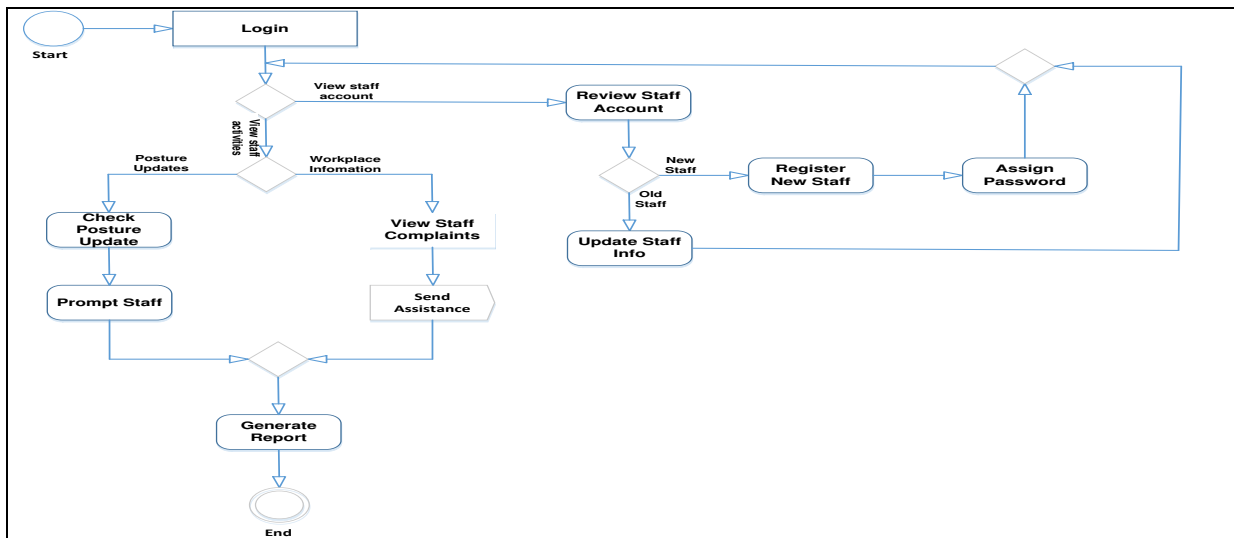 Login
Start
View staff
account
Review Staff
Account
View staff
activities
Posture
Updates
Workplace
Infomation
New
Staff
Register
New Staff
Assign
Password
Old
Staff
Check
Posture
Update
View Staff
Complaints
Update Staff
Info
Prompt Staff
Send
Assistance
Generate
Report
End